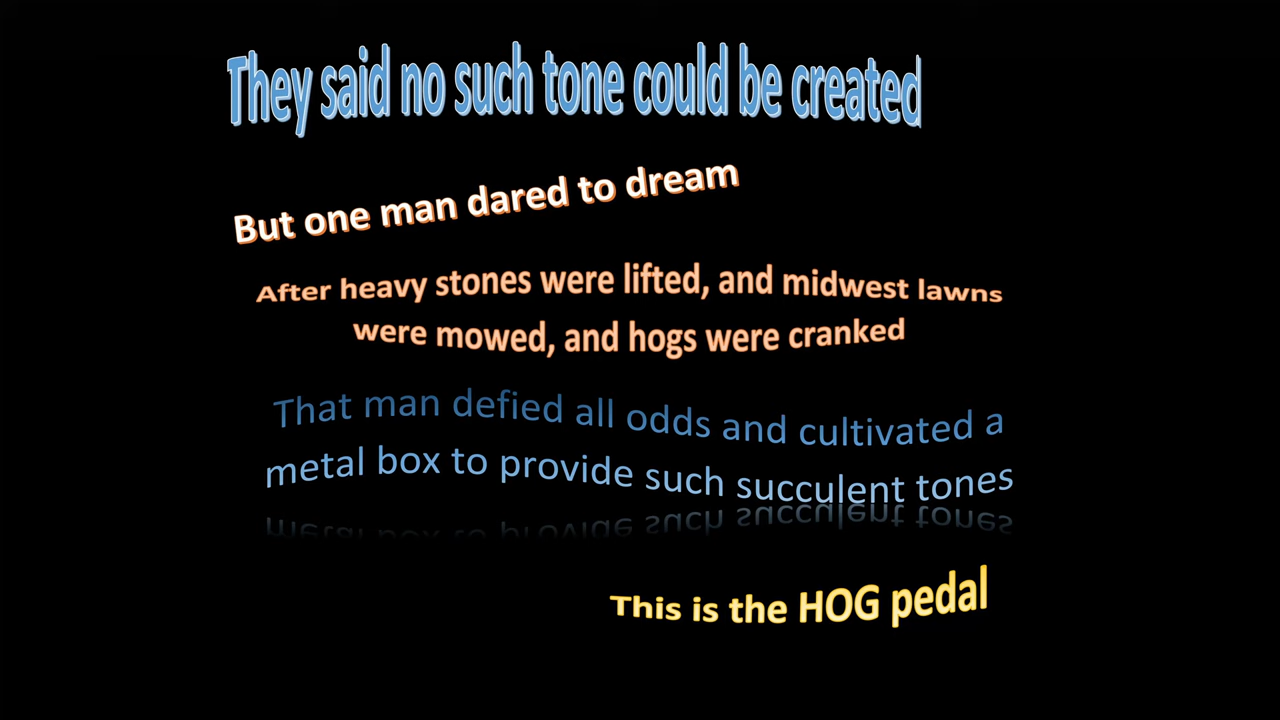 They said no such tone could be created
But one man dared to dream
After heavy stones were lifted, and midwest lawns
were mowed, and hogs were cranked
That man defied all odds and cultivated a
metal box to provide such succulent tones
This is the HOG pedal